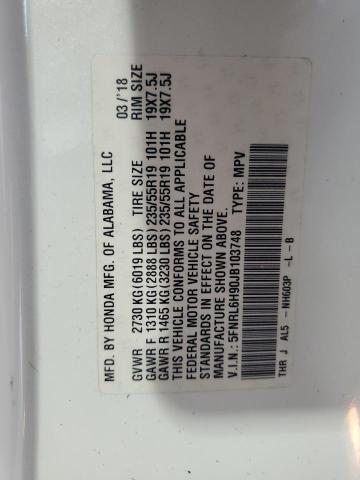 MFD. BY HONDA MFG. OF ALABAMA, LLC 03/'18
GVWR 2730 KG(6019 LBS) TIRE SIZE RIM SIZE
GAWR F 1310 KG(2888 LBS) 235/55R19 101H 19X7.5J
GAWR R 1465 KG(3230 LBS) 235/55R19 101H 19X7.5J
THIS VEHICLE CONFORMS TO ALL APPLICABLE
FEDERAL MOTOR VEHICLE SAFETY
STANDARDS IN EFFECT ON THE DATE OF
MANUFACTURE SHOWN ABOVE.
V.I.N.: 5FNRL6H90JB103748 TYPE: MPV
THR J AL5 -NH603P -L -B